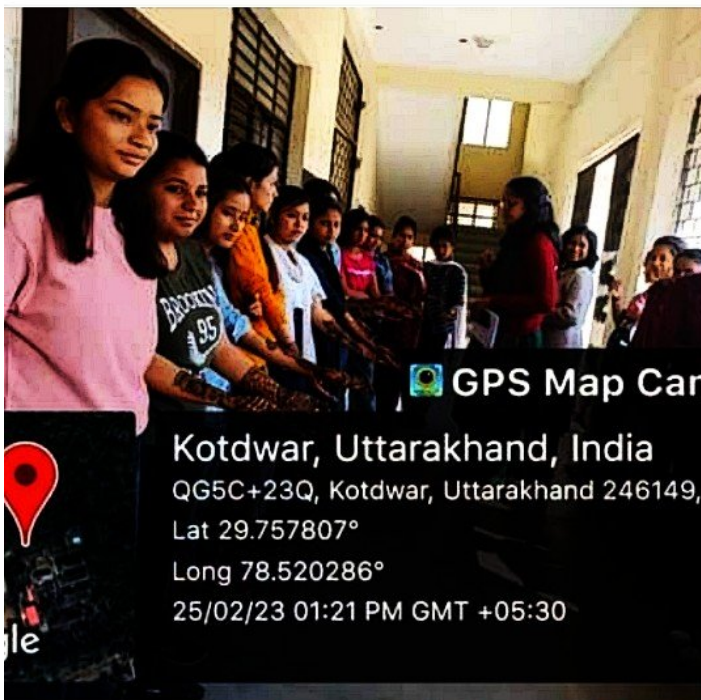 BROOKLYN
95
GPS Map Car
Kotdwar, Uttarakhand, India
QG5C+23Q, Kotdwar, Uttarakhand 246149,
Lat 29.757807°
Long 78.520286°
25/02/23 01:21 PM GMT +05:30
gle